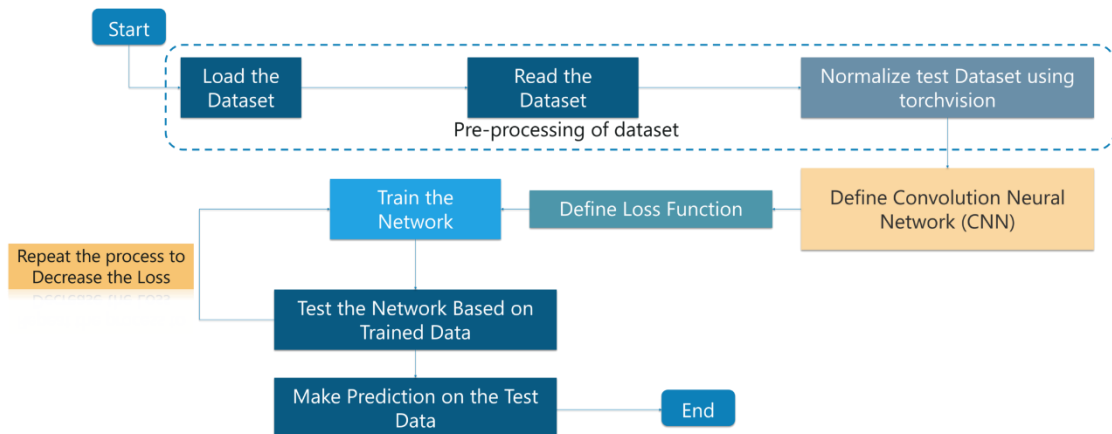 Start
Load the
Dataset
Read the
Dataset
Normalize test Dataset using
torchvision
Pre-processing of dataset
Define Convolution Neural
Network (CNN)
Define Loss Function
Train the
Network
Repeat the process to
Decrease the Loss
Test the Network Based on
Trained Data
Make Prediction on the Test
Data
End